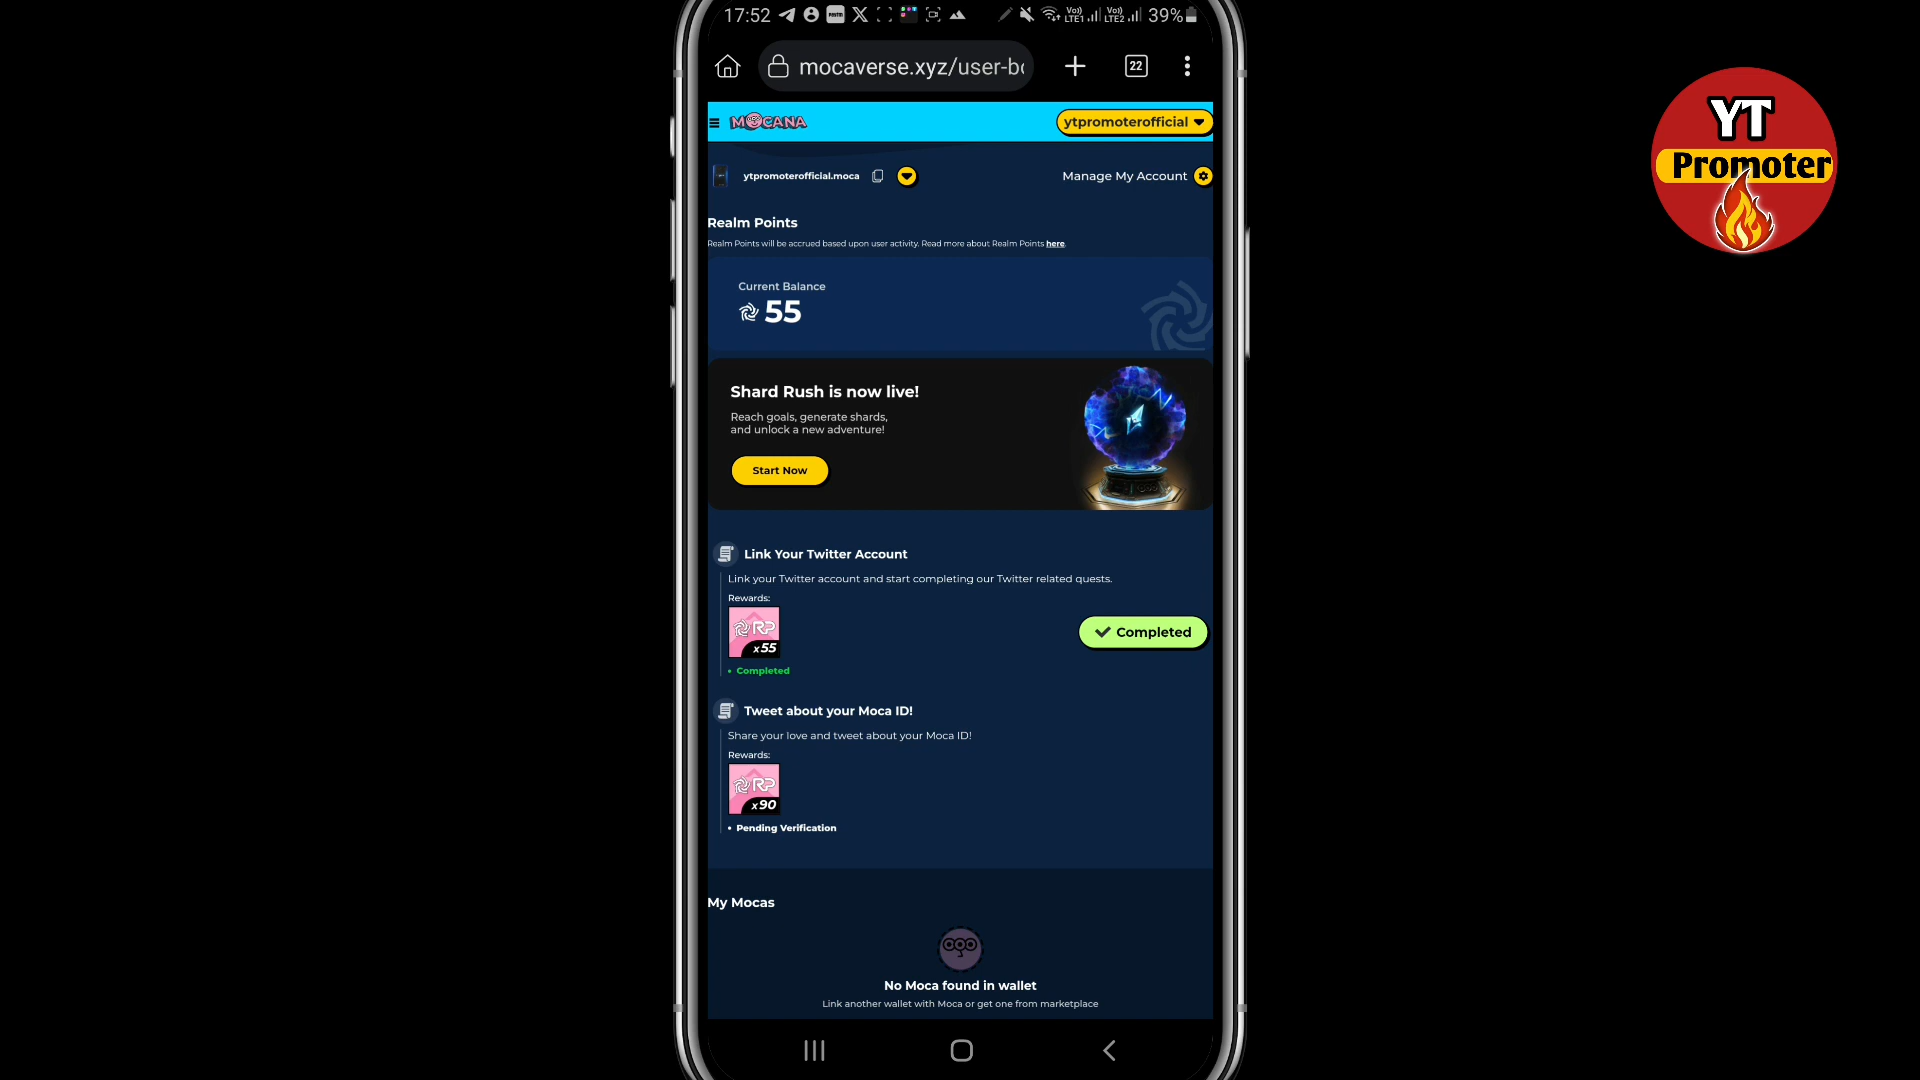 17:52
Vo)) LTE1
Vo)) LTE2
39%
mocaverse.xyz/user-bo
22
MOCANA
ytpromoterofficial
ytpromoterofficial.moca
Manage My Account
Realm Points
Realm Points will be accrued based upon user activity. Read more about Realm Points here.
Current Balance
55
Shard Rush is now live!
Reach goals, generate shards,
and unlock a new adventure!
Start Now
Link Your Twitter Account
Link your Twitter account and start completing our Twitter related quests.
Rewards:
RP
x55
Completed
• Completed
Tweet about your Moca ID!
Share your love and tweet about your Moca ID!
Rewards:
RP
x90
• Pending Verification
My Mocas
No Moca found in wallet
Link another wallet with Moca or get one from marketplace
YT
Promoter